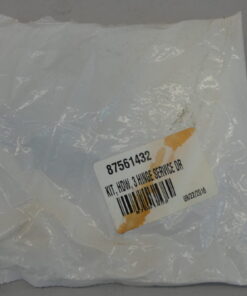 87561432
KIT, HDW, 3 HINGE SERVICE DR
09/22/2016